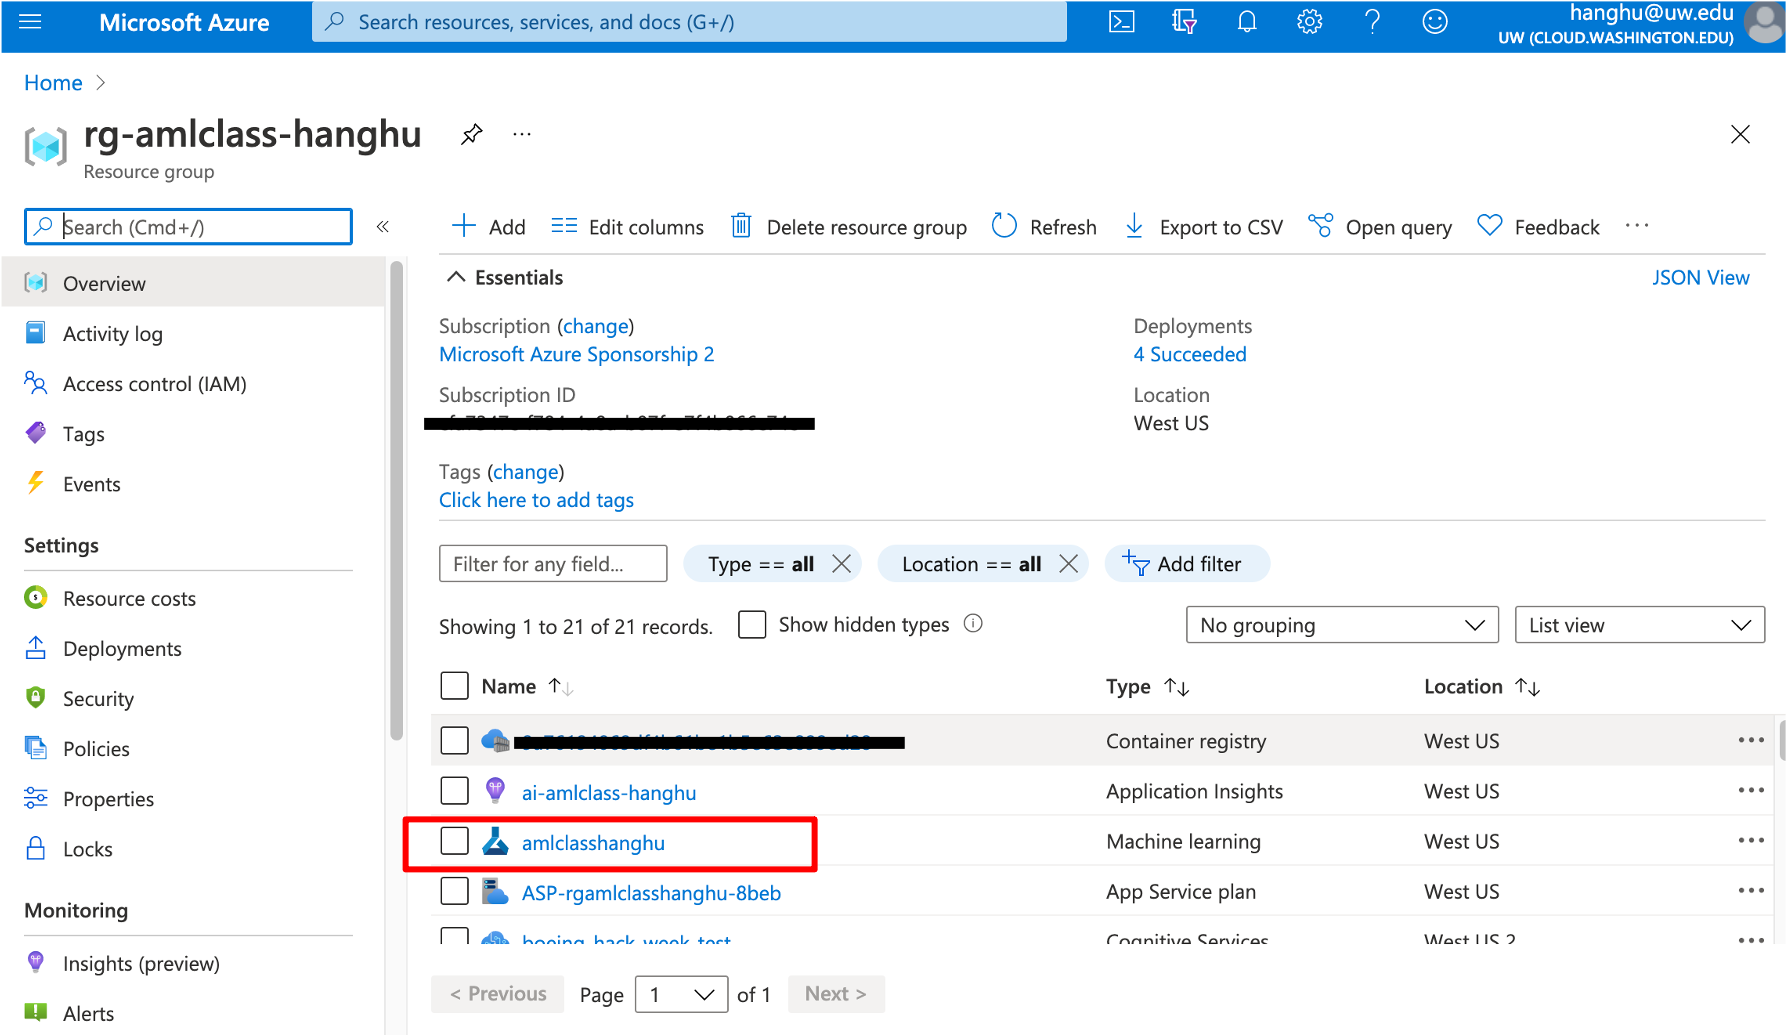 Microsoft Azure
Search resources, services, and docs (G+/)
hanghu@uw.edu
UW (CLOUD.WASHINGTON.EDU)
Home >
rg-amlclass-hanghu
Resource group
Search (Cmd+/)
«
Add
Edit columns
Delete resource group
Refresh
Export to CSV
Open query
Feedback
Overview
Activity log
Access control (IAM)
Tags
Events
Settings
Resource costs
Deployments
Security
Policies
Properties
Locks
Monitoring
Insights (preview)
Alerts
Essentials
JSON View
Subscription (change)
Microsoft Azure Sponsorship 2
Subscription ID
Deployments
4 Succeeded
Location
West US
Tags (change)
Click here to add tags
Filter for any field...
Type == all
Location == all
Add filter
Showing 1 to 21 of 21 records.
Show hidden types
No grouping
List view
Name
Type
Location
Container registry
West US
ai-amlclass-hanghu
Application Insights
West US
amlclasshanghu
Machine learning
West US
ASP-rgamlclasshanghu-8beb
App Service plan
West US
boeing-hack-week-test
Cognitive Services
West US 2
< Previous
Page
1
of 1
Next >